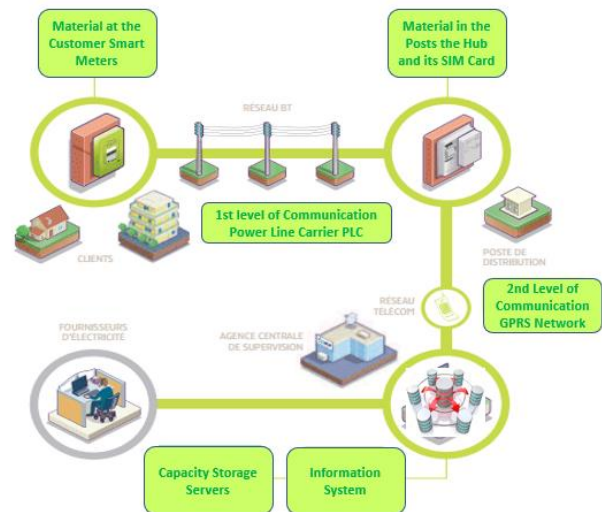 Material at the
Customer Smart
Meters
Material in the
Posts the Hub
and its SIM Card
RÉSEAU BT
1st level of Communication
Power Line Carrier PLC
CLIENTS
POSTE DE
DISTRIBUTION
RÉSEAU
TÉLÉCOM
2nd Level of
Communication
GPRS Network
FOURNISSEURS
D'ÉLECTRICITÉ
AGENCE CENTRALE
DE SUPERVISION
Capacity Storage
Servers
Information
System